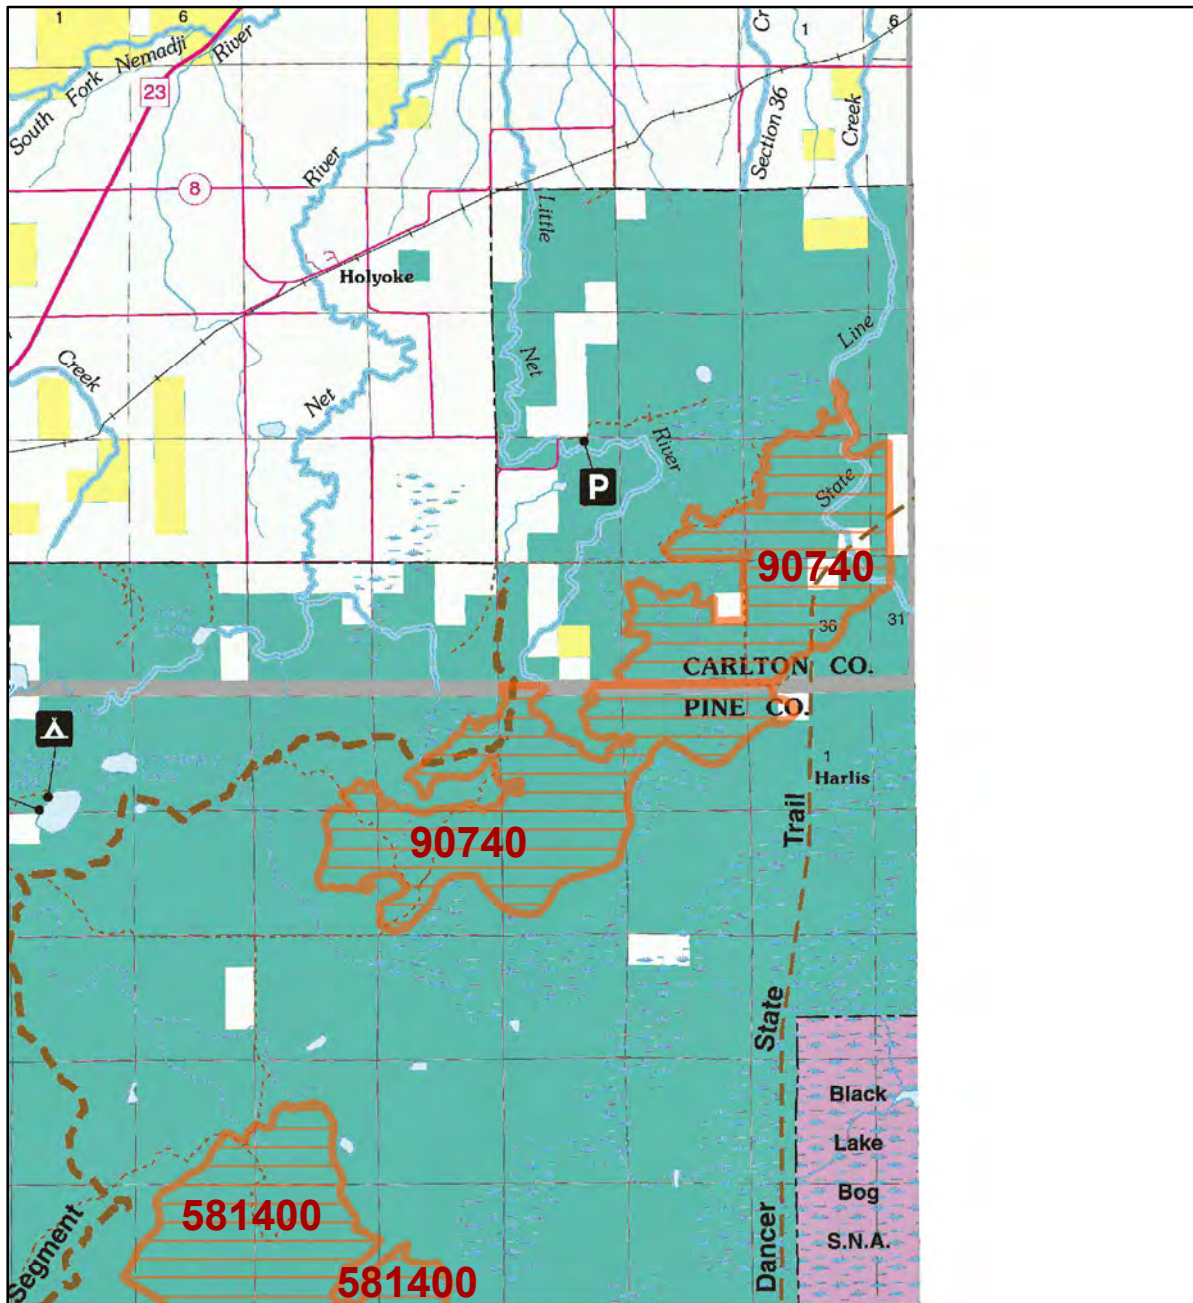 1
6
1
6
South Fork Nemadji River
23
Cr
Section 36
Creek
River
8
Little
Holyoke
Line
Creek
Net
Net
River
P
State
90740
36
31
CARLTON CO.
PINE CO.
1
Harlis
Trail
90740
State
Black
Lake
Bog
S.N.A.
581400
Segment
Dancer
581400